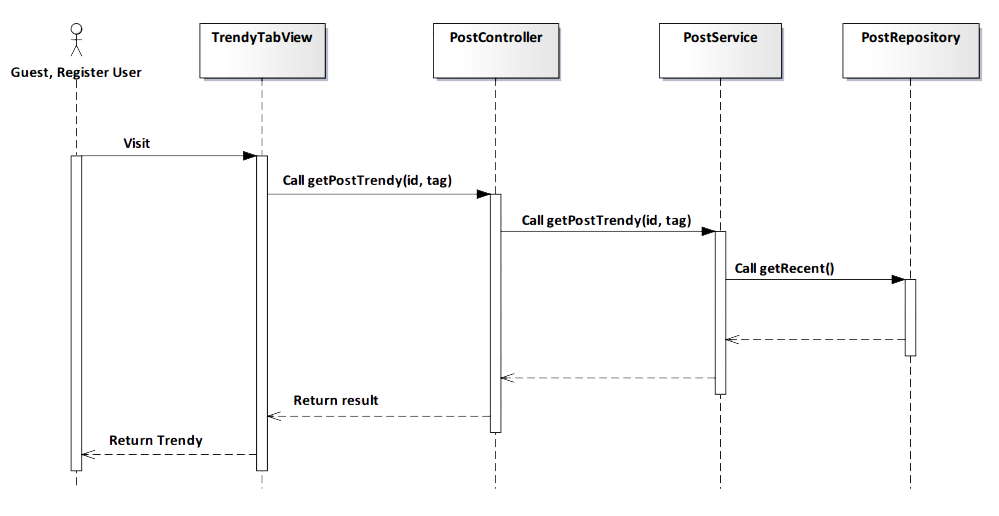 TrendyTabView
PostController
PostService
PostRepository
Guest, Register User
Visit
Call getPostTrendy(id, tag)
Call getPostTrendy(id, tag)
Call getRecent()
Return result
Return Trendy